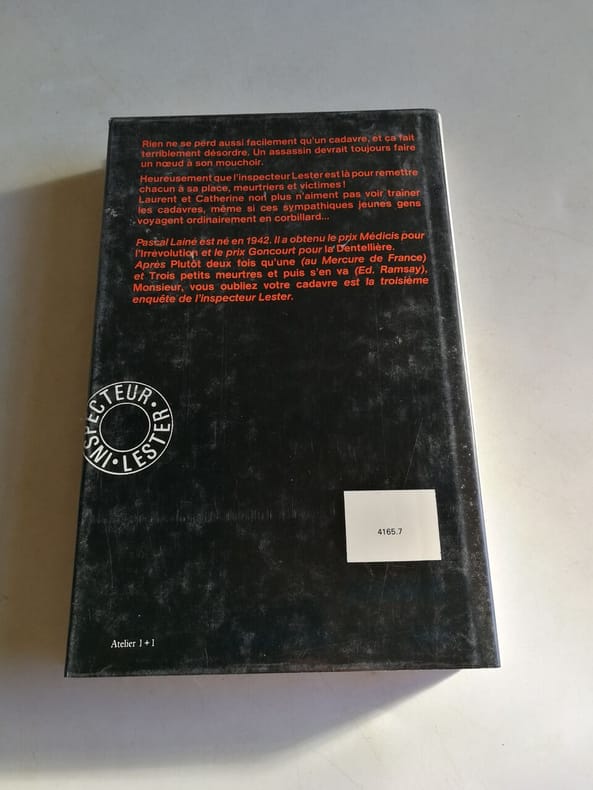 Rien ne se perd aussi facilement qu'un cadavre, et ca fait
terriblement désordre. Un assassin devrait toujours faire
un nœud à son mouchoir.
Heureusement que l'inspecteur Lester est là pour remettre
chacun à sa place, meurtriers et victimes !
Laurent et Catherine non plus n'aiment pas voir trainer
les cadavres, même si ces sympathiques jeunes gens
voyagent ordinairement en corbillard...
Pascal Lainé est né en 1942. Il a obtenu le prix Médicis pour
l'Irrévolution et le prix Goncourt pour la Dentellière.
Après Plutôt deux fois qu'une (au Mercure de France)
et Trois petits meurtres et puis s'en va (Ed. Ramsay),
Monsieur, vous oubliez votre cadavre est la troisième
enquête de l'inspecteur Lester.
INSPECTEUR • LESTER •
4165.7
Atelier 1 + 1